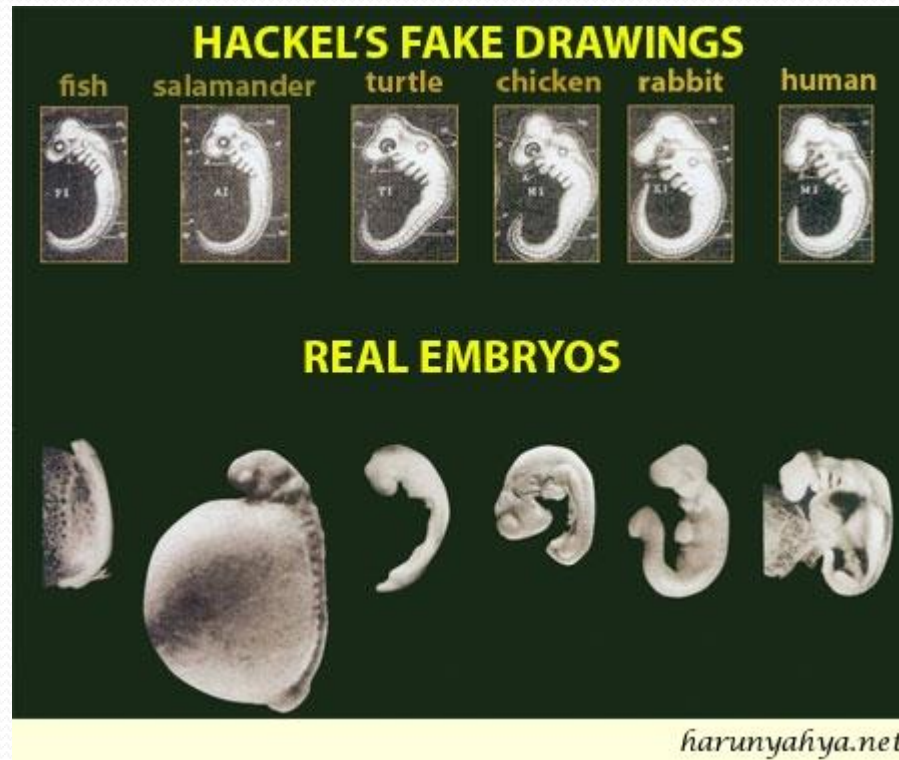 HACKEL'S FAKE DRAWINGS
fish salamander turtle chicken rabbit human
REAL EMBRYOS
harunyahya.net